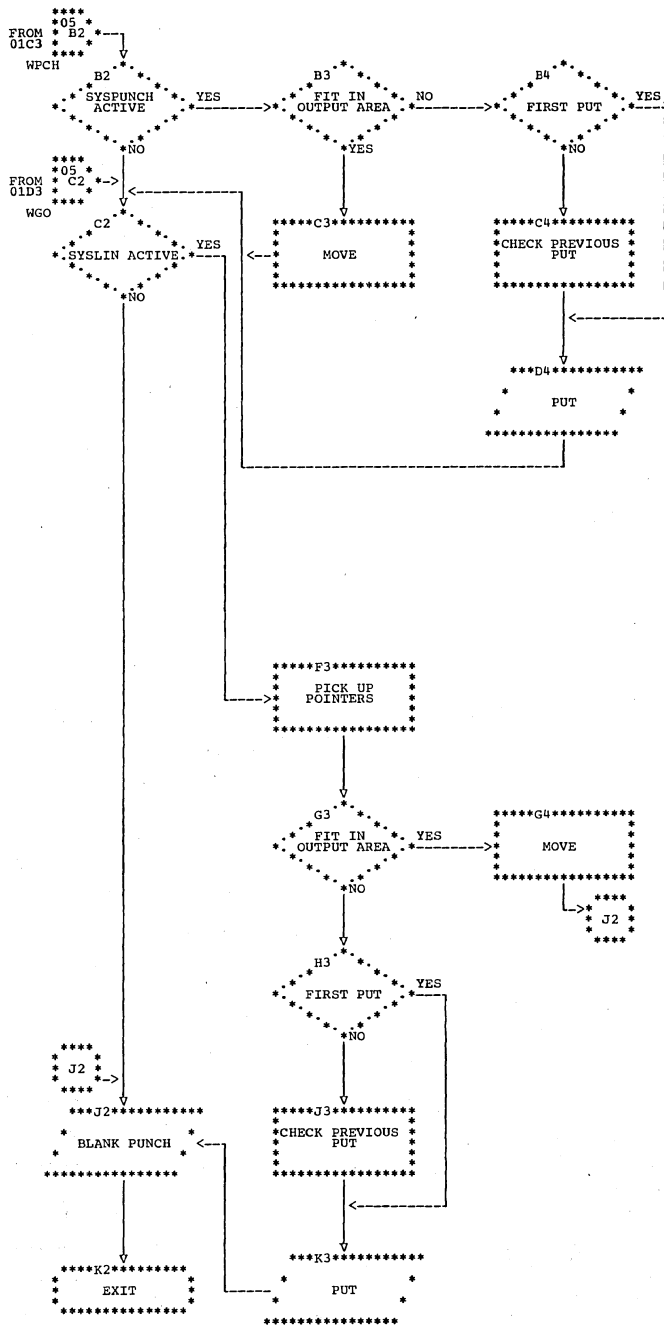 05
FROM 01C3
B2
WPCH
B2
SYSPUNCH ACTIVE
YES
NO
B3
FIT IN OUTPUT AREA
NO
YES
B4
FIRST PUT
YES
NO
05
FROM 01D3
C2
WGO
C2
SYSLIN ACTIVE
YES
NO
C3
MOVE
C4
CHECK PREVIOUS PUT
D4
PUT
F3
PICK UP POINTERS
G3
FIT IN OUTPUT AREA
YES
NO
G4
MOVE
J2
H3
FIRST PUT
YES
NO
J2
J2
BLANK PUNCH
J3
CHECK PREVIOUS PUT
K2
EXIT
K3
PUT